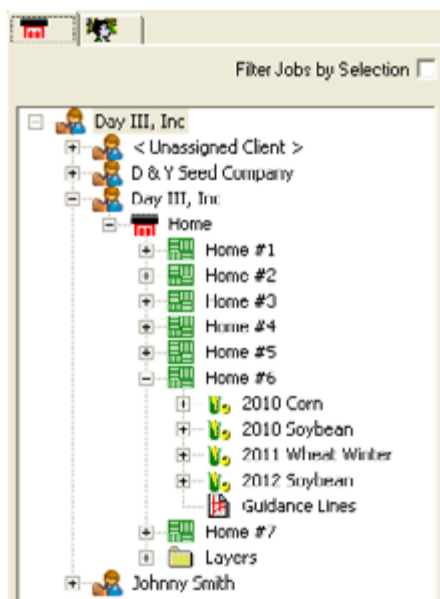 Filter Jobs by Selection
Day III, Inc
< Unassigned Client >
D & Y Seed Company
Day III, Inc
Home
Home #1
Home #2
Home #3
Home #4
Home #5
Home #6
2010 Corn
2010 Soybean
2011 Wheat Winter
2012 Soybean
Guidance Lines
Home #7
Layers
Johnny Smith